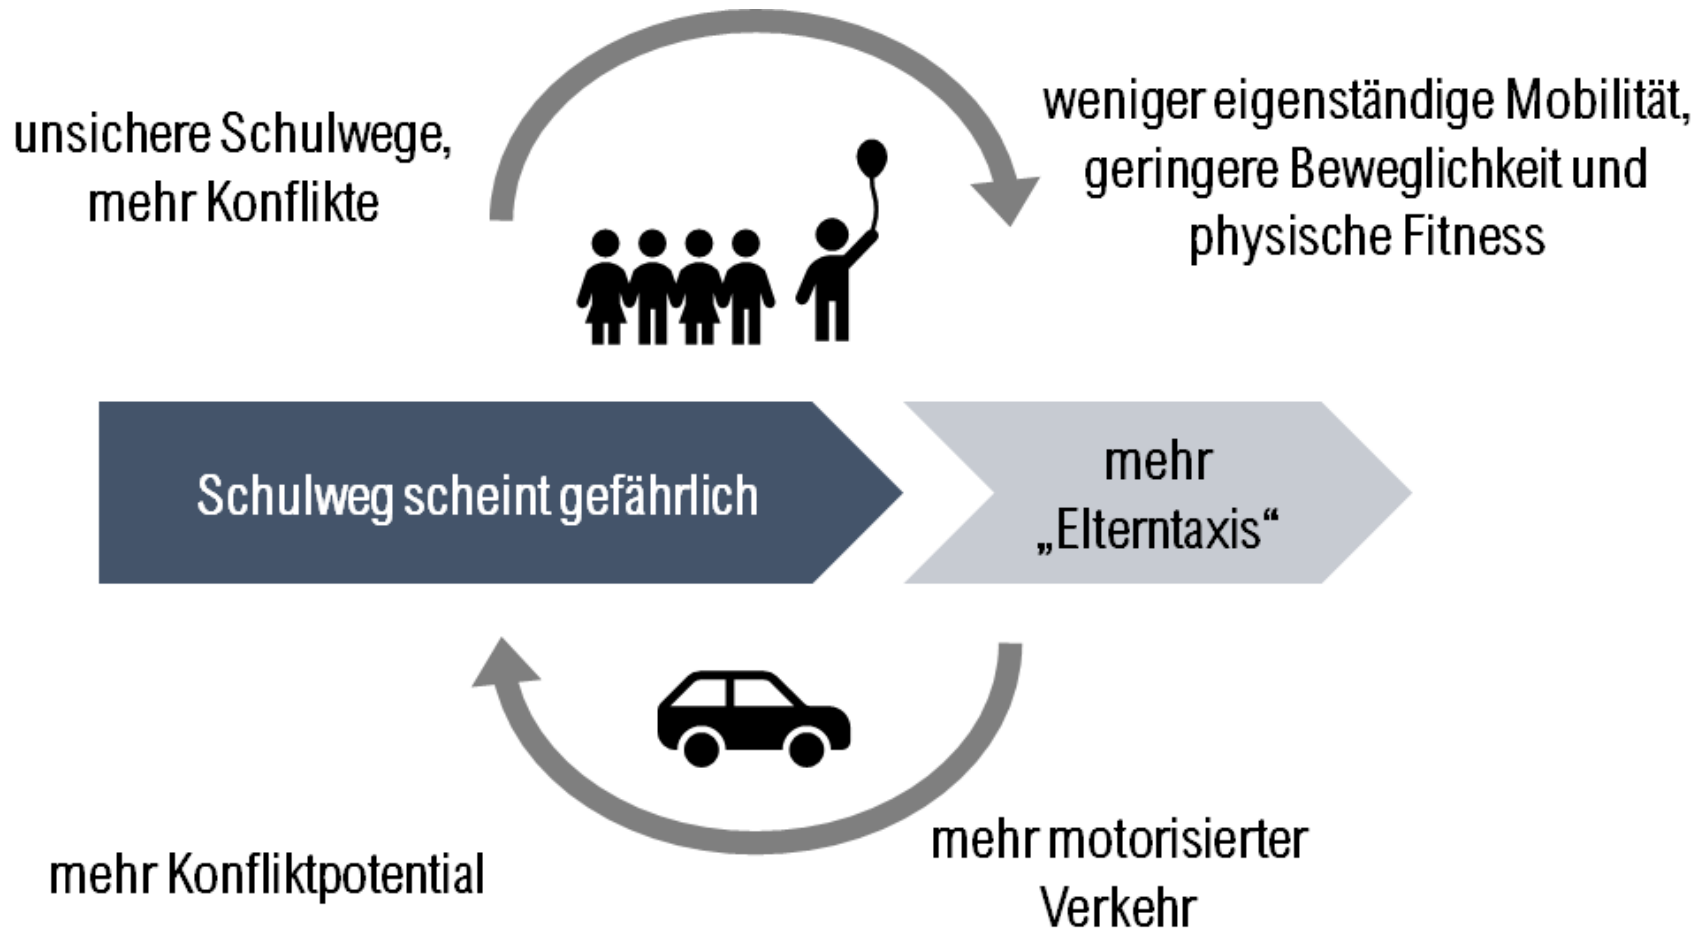 unsichere Schulwege,
mehr Konflikte
weniger eigenständige Mobilität,
geringere Beweglichkeit und
physische Fitness
Schulweg scheint gefährlich
mehr
„Elterntaxis“
mehr Konfliktpotential
mehr motorisierter
Verkehr